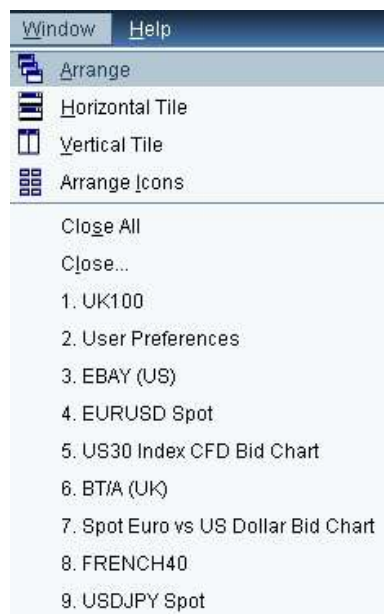 Window Help
Arrange
Horizontal Tile
Vertical Tile
Arrange Icons
Close All
Close...
1. UK100
2. User Preferences
3. EBAY (US)
4. EURUSD Spot
5. US30 Index CFD Bid Chart
6. BT/A (UK)
7. Spot Euro vs US Dollar Bid Chart
8. FRENCH40
9. USDJPY Spot